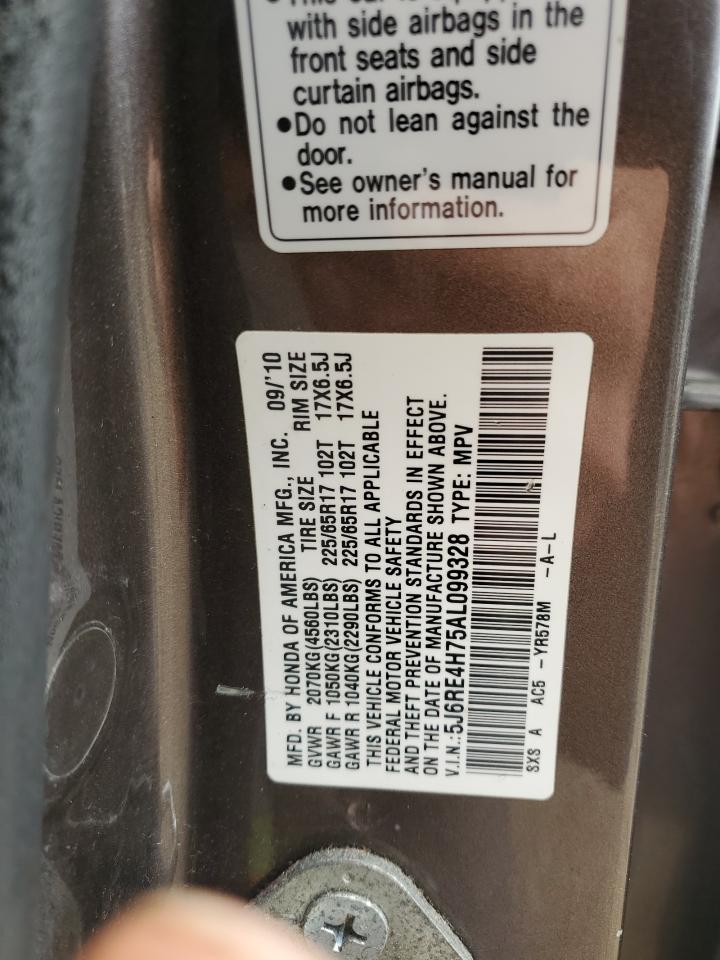 with side airbags in the
front seats and side
curtain airbags.
●Do not lean against the
door.
●See owner's manual for
more information.
MFD. BY HONDA OF AMERICA MFG., INC. 09/'10
GVWR 2070KG(4560LBS) TIRE SIZE RIM SIZE
GAWR F 1050KG(2310LBS) 225/65R17 102T 17X6.5J
GAWR R 1040KG(2290LBS) 225/65R17 102T 17X6.5J
THIS VEHICLE CONFORMS TO ALL APPLICABLE
FEDERAL MOTOR VEHICLE SAFETY
AND THEFT PREVENTION STANDARDS IN EFFECT
ON THE DATE OF MANUFACTURE SHOWN ABOVE.
V.I.N.:5J6RE4H75AL099328 TYPE: MPV
SXS A AC5 -YR578M -A-L